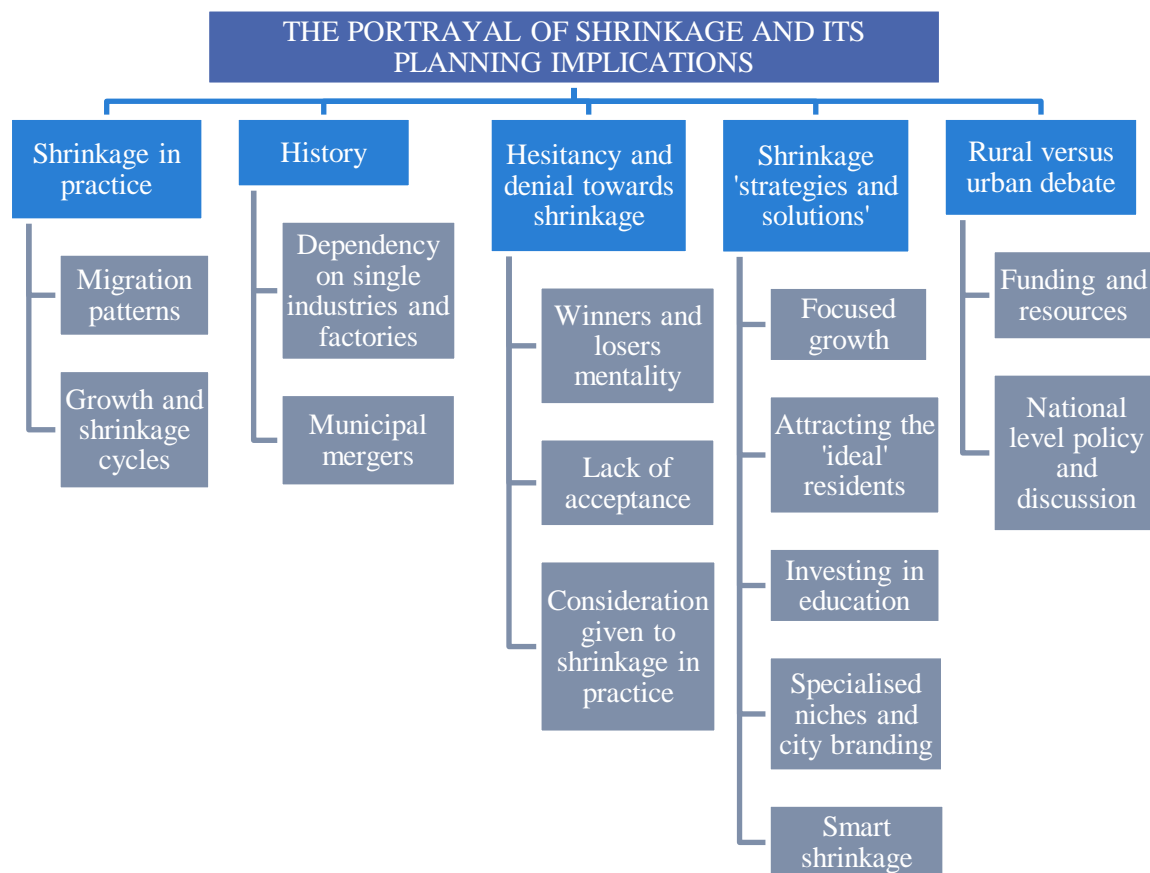 THE PORTRAYAL OF SHRINKAGE AND ITS
PLANNING IMPLICATIONS
Shrinkage in
practice
Migration
patterns
Growth and
shrinkage
cycles
History
Dependency
on single
industries and
factories
Municipal
mergers
Hesitancy and
denial towards
shrinkage
Winners and
losers
mentality
Lack of
acceptance
Consideration
given to
shrinkage in
practice
Shrinkage
'strategies and
solutions'
Focused
growth
Attracting the
'ideal'
residents
Investing in
education
Specialised
niches and
city branding
Smart
shrinkage
Rural versus
urban debate
Funding and
resources
National
level policy
and
discussion